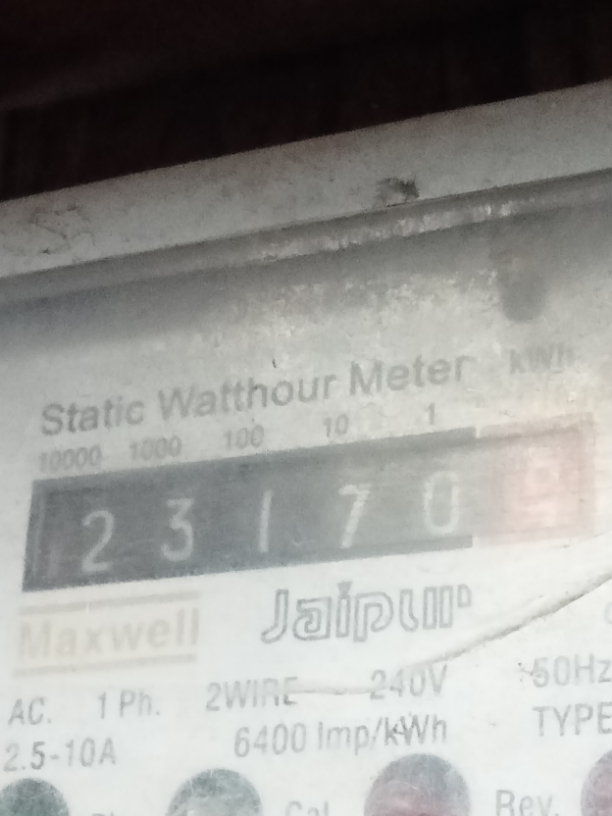 Static Watthour Meter kWh
10000 1000 100 10 1
2 3 1 7 0
Maxwell Jaipur
AC. 1 Ph. 2WIRE 240V 50Hz
2.5-10A 6400 Imp/kWh TYPE
Cal Rev.